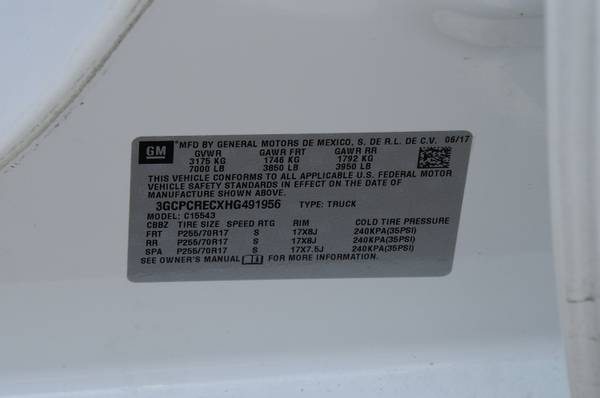 GM *MFD BY GENERAL MOTORS DE MEXICO, S. DE R.L. DE C.V. 06/17
GVWR GAWR FRT GAWR RR
3175 KG 1746 KG 1792 KG
7000 LB 3850 LB 3950 LB
THIS VEHICLE CONFORMS TO ALL APPLICABLE U.S. FEDERAL MOTOR
VEHICLE SAFETY STANDARDS IN EFFECT ON THE DATE OF
MANUFACTURE SHOWN ABOVE.
3GCPCRECXHG491956 TYPE: TRUCK
MODEL: C15543
CBBZ TIRE SIZE SPEED RTG RIM COLD TIRE PRESSURE
FRT P255/70R17 S 17X8J 240KPA(35PSI)
RR P255/70R17 S 17X8J 240KPA(35PSI)
SPA P255/70R17 S 17X7.5J 240KPA(35PSI)
SEE OWNER'S MANUAL FOR MORE INFORMATION.